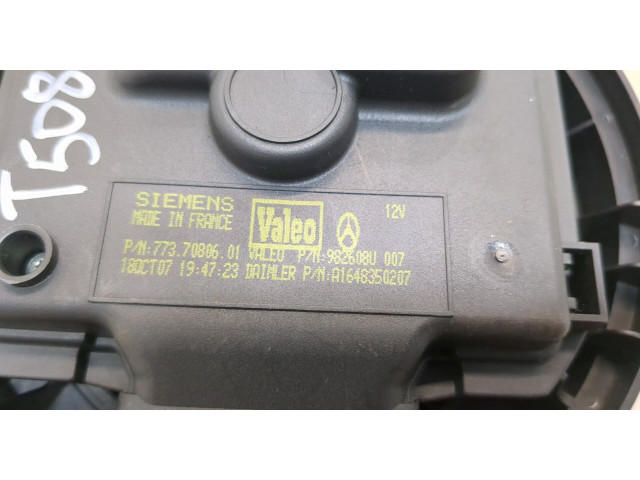 T508
SIEMENS
MADE IN FRANCE
Valeo
12V
P/N:773.70806.01 VALEO P/N:982608U 007
18OCT07 19:47:23 DAIMLER P/N:A1648350207